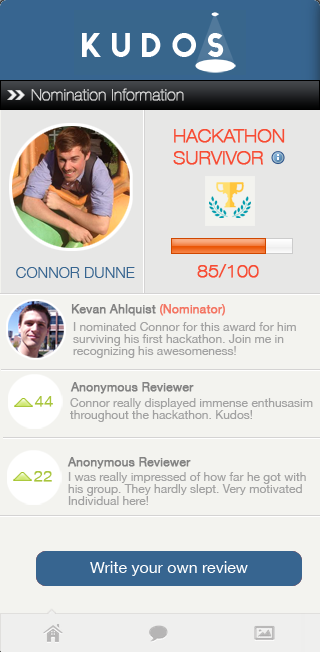 KUDOS
Nomination Information
HACKATHON
SURVIVOR
CONNOR DUNNE
85/100
Kevan Ahlquist (Nominator)
I nominated Connor for this award for him
surviving his first hackathon. Join me in
recognizing his awesomeness!
44
Anonymous Reviewer
Connor really displayed immense enthusasim
throughout the hackathon. Kudos!
22
Anonymous Reviewer
I was really impressed of how far he got with
his group. They hardly slept. Very motivated
Individual here!
Write your own review